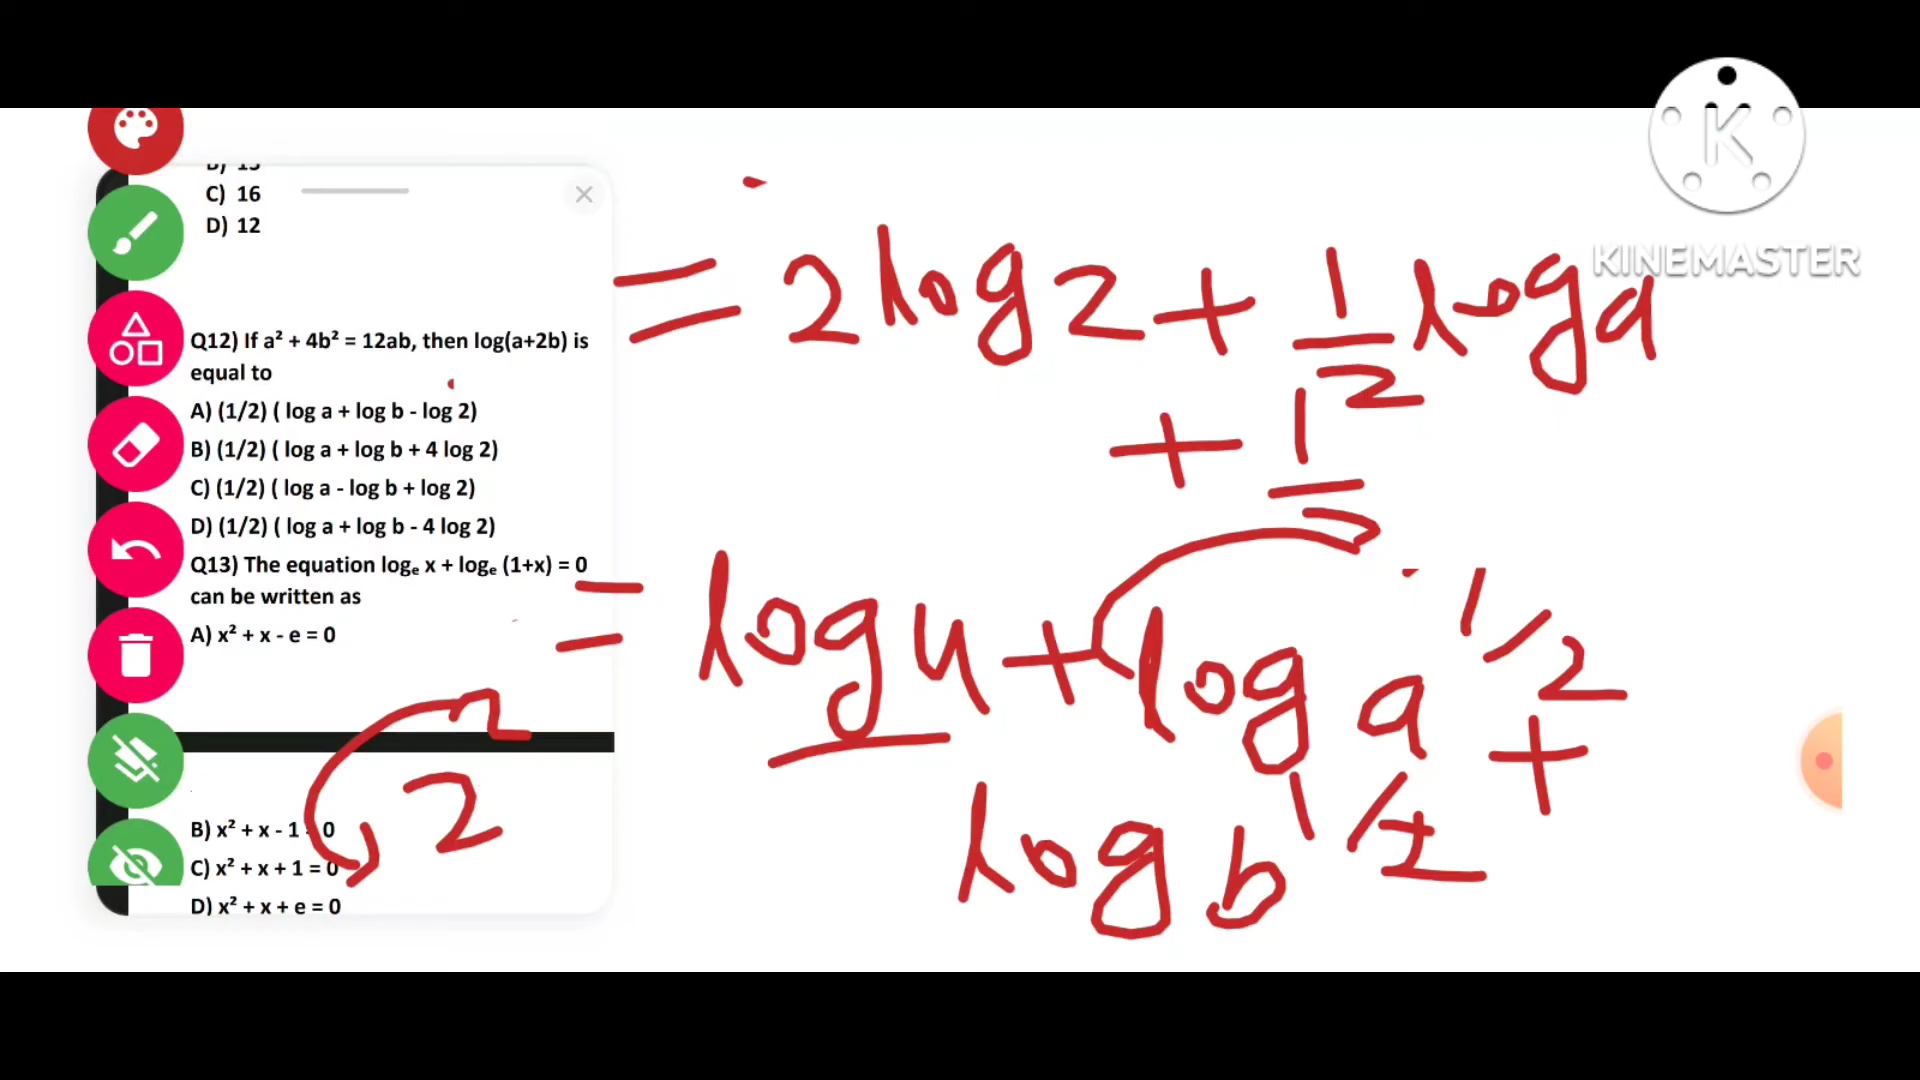 B) 15
C) 16
D) 12
Q12) If a² + 4b² = 12ab, then log(a+2b) is
equal to
A) (1/2) ( log a + log b - log 2)
B) (1/2) ( log a + log b + 4 log 2)
C) (1/2) ( log a - log b + log 2)
D) (1/2) ( log a + log b - 4 log 2)
Q13) The equation logₑ x + logₑ (1+x) = 0
can be written as
A) x² + x - e = 0
B) x² + x - 1 = 0
C) x² + x + 1 = 0
D) x² + x + e = 0
2
2
= 2 log 2 + 1/2 log a
+ 1/
= log 4 + log a^1/2 +
log b^1/2
K
KINEMASTER